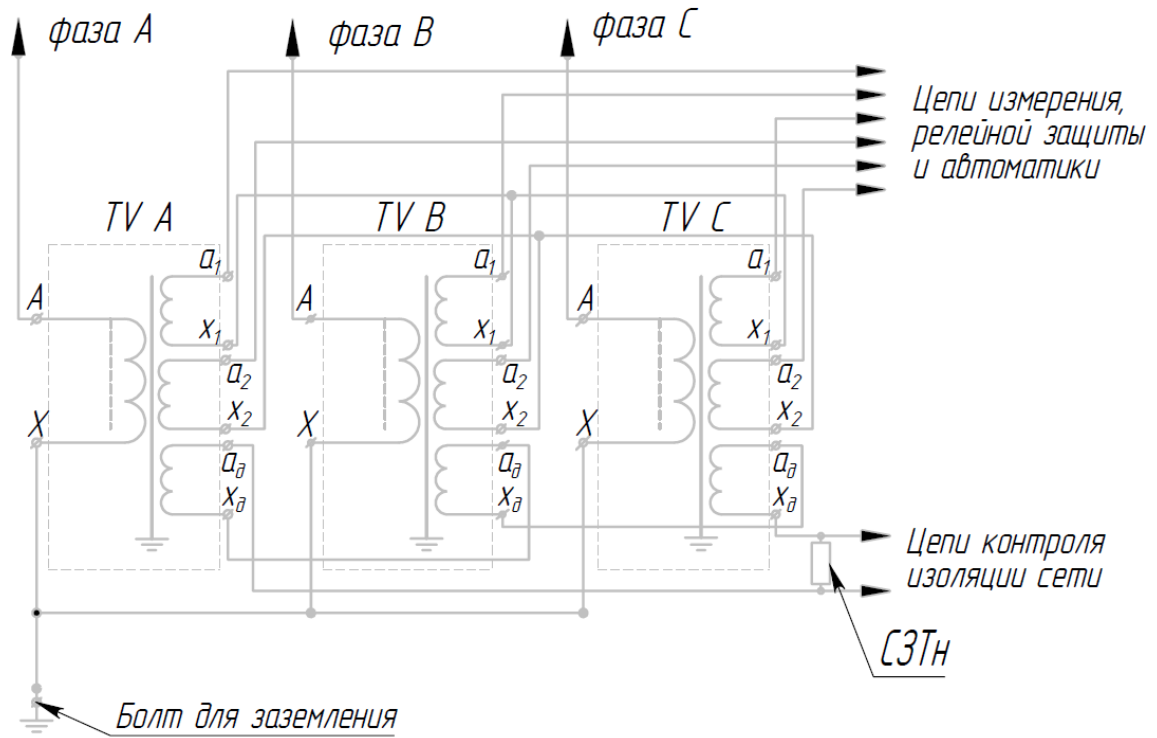 фаза А
фаза В
фаза С
Цепи измерения,
релейной защиты
и автоматики
TV A
TV B
TV C
a₁
a₁
a₁
A
A
A
x₁
x₁
x₁
a₂
a₂
a₂
x₂
x₂
x₂
X
X
X
aд
aд
aд
xд
xд
xд
Цепи контроля
изоляции сети
СЗТн
Болт для заземления